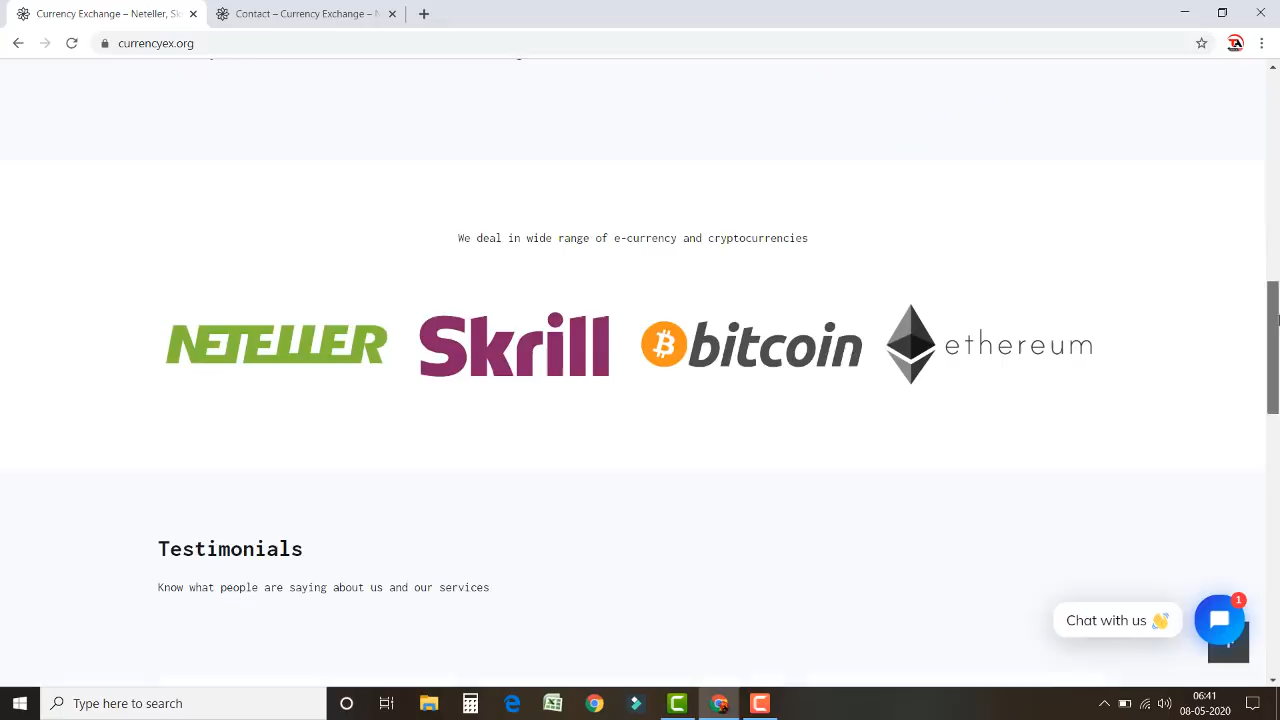 Currency Exchange – Neteller, Sk
Contact – Currency Exchange – N
currencyex.org
We deal in wide range of e-currency and cryptocurrencies
NETELLER
Skrill
bitcoin
ethereum
Testimonials
Know what people are saying about us and our services
1
Chat with us 👋
Type here to search
06:41
08-05-2020